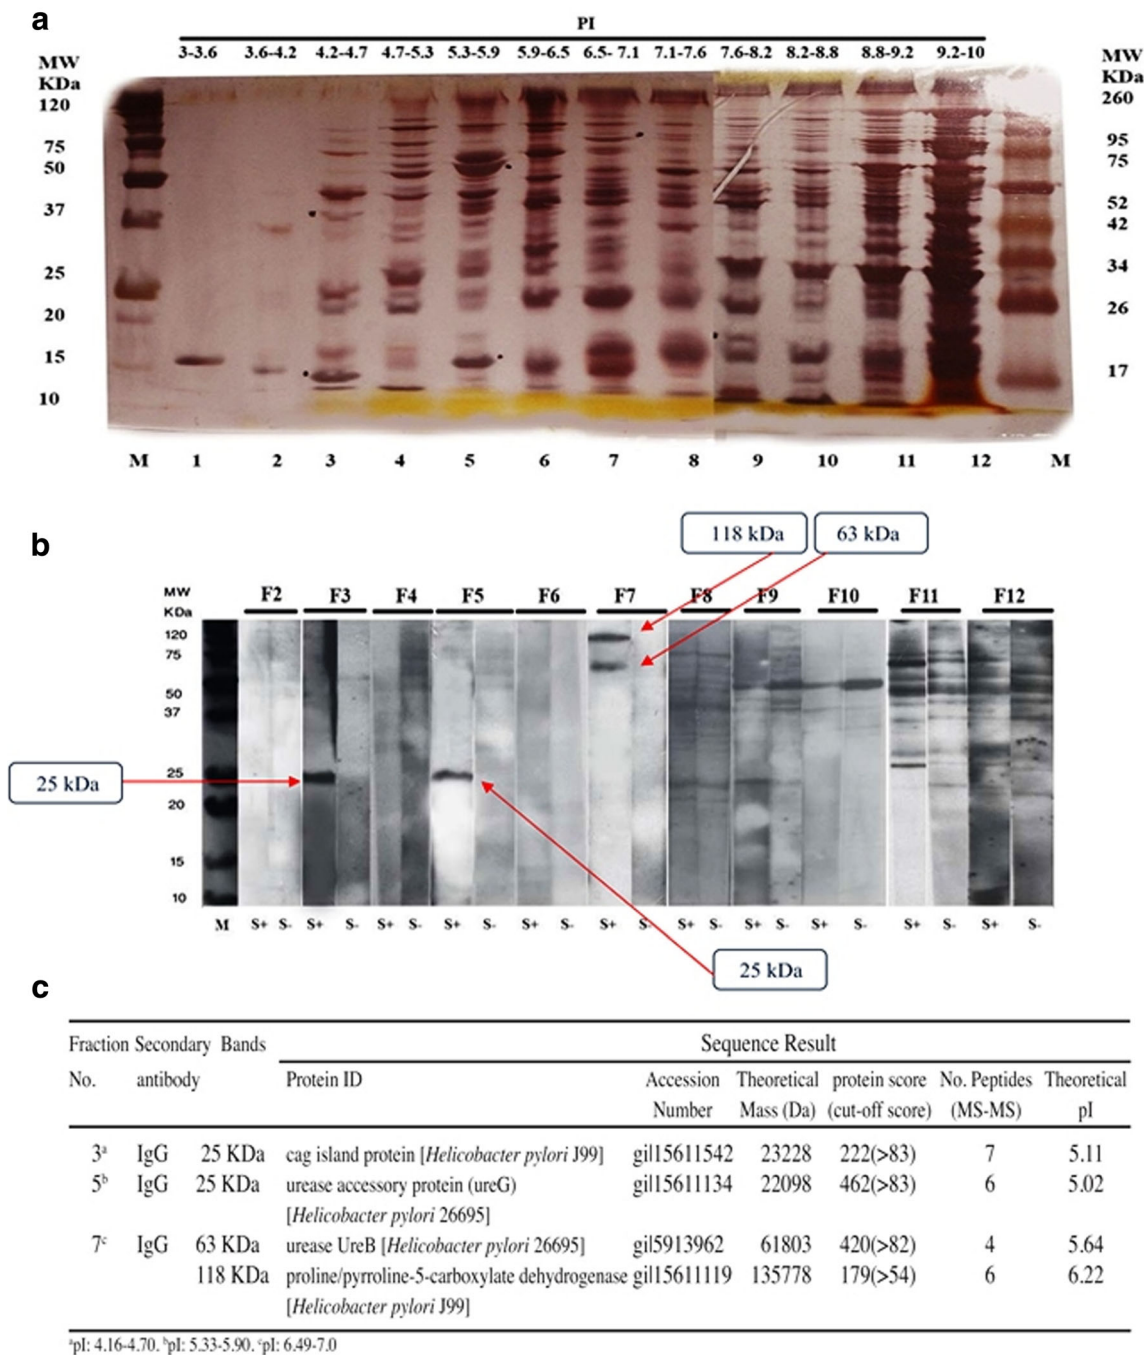 a
PI
3-3.6 3.6-4.2 4.2-4.7 4.7-5.3 5.3-5.9 5.9-6.5 6.5- 7.1 7.1-7.6 7.6-8.2 8.2-8.8 8.8-9.2 9.2-10
MW
KDa
120
75
50
37
25
20
15
10
MW
KDa
260
95
75
52
42
34
26
17
M 1 2 3 4 5 6 7 8 9 10 11 12 M
b
118 kDa 63 kDa
MW
KDa
F2 F3 F4 F5 F6 F7 F8 F9 F10 F11 F12
120
75
50
37
25
20
15
10
25 kDa
M S+ S- S+ S- S+ S- S+ S- S+ S- S+ S- S+ S- S+ S- S+ S- S+ S- S+ S-
25 kDa
c
Fraction Secondary Bands Sequence Result
No. antibody Protein ID Accession Theoretical protein score No. Peptides Theoretical
Number Mass (Da) (cut-off score) (MS-MS) pI
3ᵃ IgG 25 KDa cag island protein [Helicobacter pylori J99] gil15611542 23228 222(>83) 7 5.11
5ᵇ IgG 25 KDa urease accessory protein (ureG) gil15611134 22098 462(>83) 6 5.02
[Helicobacter pylori 26695]
7ᶜ IgG 63 KDa urease UreB [Helicobacter pylori 26695] gil5913962 61803 420(>82) 4 5.64
118 KDa proline/pyrroline-5-carboxylate dehydrogenase gil15611119 135778 179(>54) 6 6.22
[Helicobacter pylori J99]
ᵃpI: 4.16-4.70. ᵇpI: 5.33-5.90. ᶜpI: 6.49-7.0